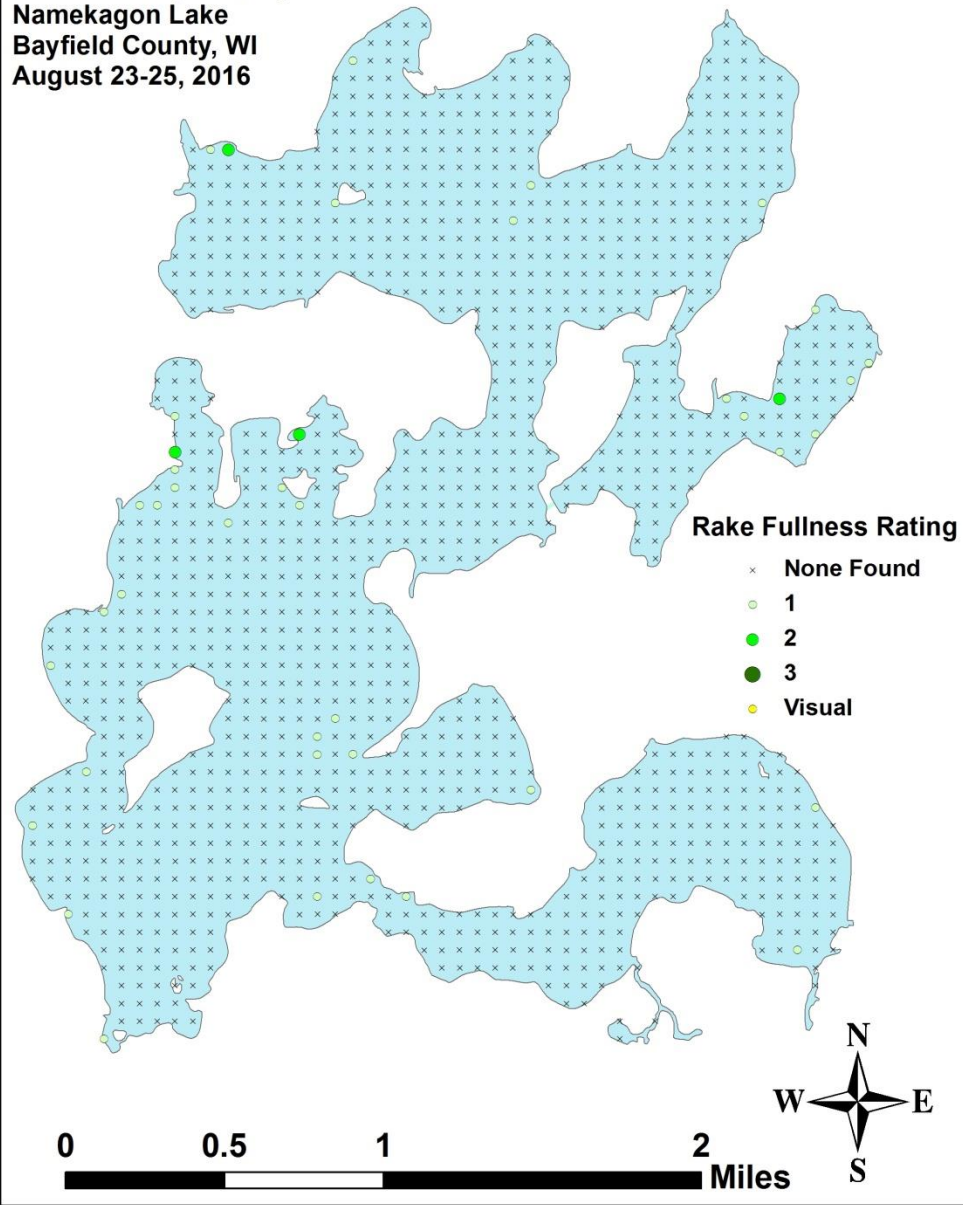 Namekagon Lake
Bayfield County, WI
August 23-25, 2016
Rake Fullness Rating
None Found
1
2
3
Visual
N
W E
S
0 0.5 1 2
Miles